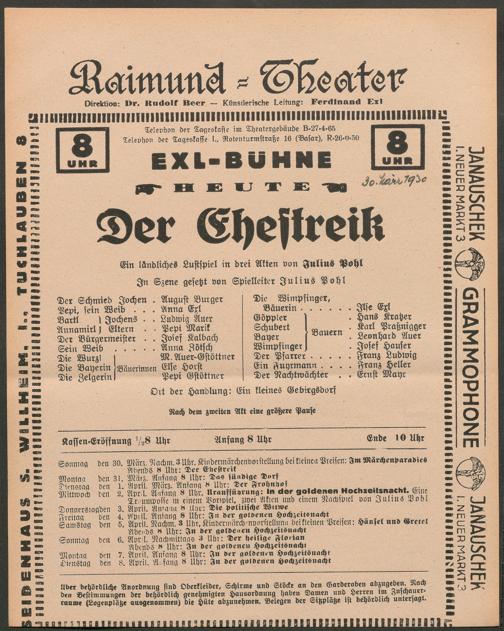 Raimund-Theater
Direktion: Dr. Rudolf Beer — Künstlerische Leitung: Ferdinand Exl
Telephon der Tageskasse im Theatergebäude B-27-4-65
Telephon der Tageskasse I., Rotenturmstraße 16 (Basar), R-26-0-50
8 UHR
8 UHR
EXL-BÜHNE
HEUTE
30. März 1930
Der Ehestreik
Ein ländliches Lustspiel in drei Akten von Julius Pohl
In Szene gesetzt von Spielleiter Julius Pohl
Der Schmied Jochen . August Burger
Pepi, sein Weib . . . Anna Exl
Bartl } Jochens . . Ludwig Auer
Annamirl } Eltern . . Pepi Marik
Der Bürgermeister . Josef Kalbach
Sein Weib . . . Anna
Die Wurzl } M. Auer-Gstöttner
Die Bayerin } Bäuerinnen Else Horst
Die Zelgerin } Pepi Gstöttner
Die Wimpfinger,
Bäuerin . . . . . Ilse Exl
Göppler } Hans Kratzer
Schubert } Bauern . . Karl Praßnigger
Bayer } Leonhard Auer
Wimpfinger } Josef Hauser
Der Pfarrer . . . . Franz Ludwig
Ein Fuhrmann . . . Franz Heller
Der Nachtwächter . . Ernst Mayr
Ort der Handlung: Ein kleines Gebirgsdorf
Nach dem zweiten Akt eine größere Pause
Kassen-Eröffnung ½8 Uhr Anfang 8 Uhr Ende 10 Uhr
Sonntag den 30. März. Nachm. 3 Uhr, Kindermärchenvorstellung bei kleinen Preisen: Im Märchenparadies
Abends 8 Uhr: Der Ehestreik
Montag den 31. März, Anfang 8 Uhr: Das sündige Dorf
Dienstag den 1. April. Anfang 8 Uhr: Der Frohnhof
Mittwoch den 2. April. Anfang 8 Uhr. Uraufführung: In der goldenen Hochzeitsnacht. Eine
Traumposse in einem Vorspiel, zwei Akten und einem Nachspiel von Julius Pohl
Donnerstag den 3. April, Anfang 8 Uhr: Die politische Witwe
Freitag den 4. April, Anfang 8 Uhr: In der goldenen Hochzeitsnacht
Samstag den 5. April. Nachm. 3 Uhr, Kindermärchenvorstellung bei kleinen Preisen: Hänsel und Gretel
Abends 8 Uhr: In der goldenen Hochzeitsnacht
Sonntag den 6. April. Nachmittags 3 Uhr: Der heilige Florian
Abends 8 Uhr: In der goldenen Hochzeitsnacht
Montag den 7. April, Anfang 8 Uhr: In der goldenen Hochzeitsnacht
Dienstag den 8. April, Anfang 8 Uhr: In der goldenen Hochzeitsnacht
Über behördliche Anordnung sind Oberkleider, Schirme und Stöcke an den Garderoben abzugeben. Nach
den Bestimmungen der behördlich genehmigten Hausordnung haben Damen und Herren im Zuschauer-
raume (Logenplätze ausgenommen) die Hüte abzunehmen. Belegen der Sitzplätze ist behördlich untersagt.
SEIDENHAUS S. WILLHEIM, I., TUCHLAUBEN 8
JANAUSCHEK
I. NEUER MARKT 3
GRAMMOPHONE
JANAUSCHEK
I. NEUER MARKT 3